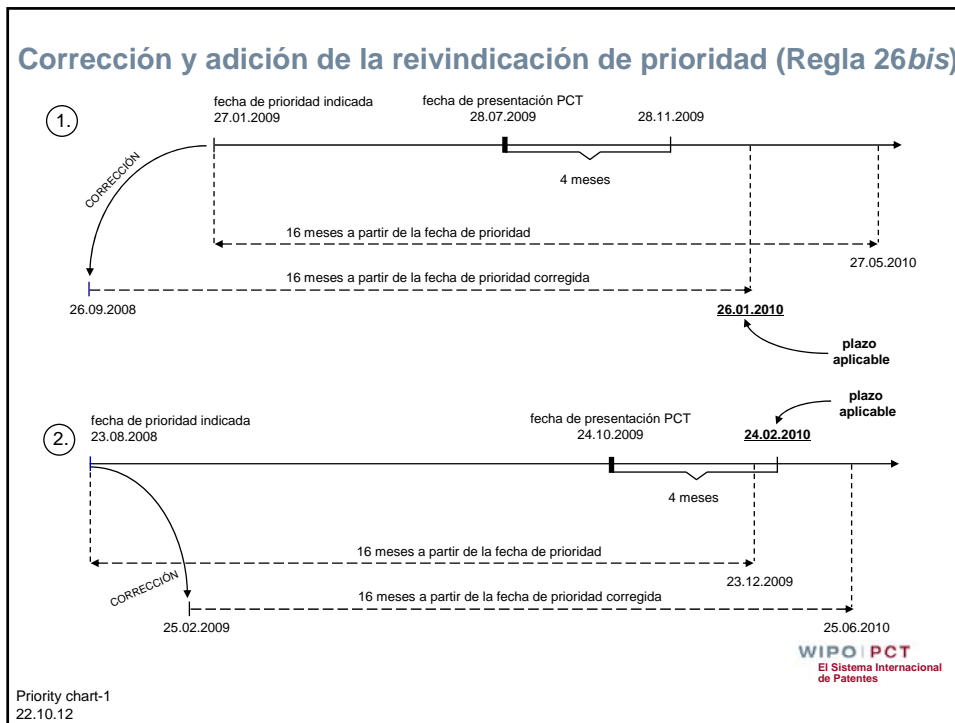 Corrección y adición de la reivindicación de prioridad (Regla 26bis)
1.
fecha de prioridad indicada
27.01.2009
fecha de presentación PCT
28.07.2009
28.11.2009
CORRECCIÓN
4 meses
16 meses a partir de la fecha de prioridad
27.05.2010
16 meses a partir de la fecha de prioridad corregida
26.09.2008
26.01.2010
plazo
aplicable
2.
fecha de prioridad indicada
23.08.2008
fecha de presentación PCT
24.10.2009
24.02.2010
plazo
aplicable
4 meses
16 meses a partir de la fecha de prioridad
23.12.2009
CORRECCIÓN
16 meses a partir de la fecha de prioridad corregida
25.02.2009
25.06.2010
WIPO|PCT
El Sistema Internacional
de Patentes
Priority chart-1
22.10.12